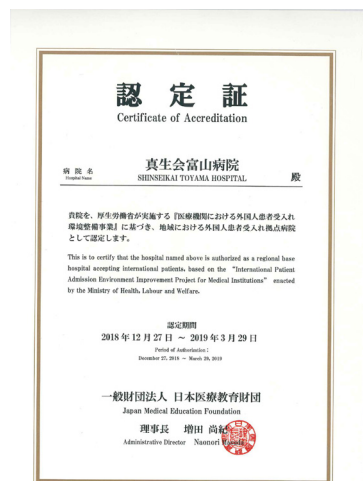 認定証
Certificate of Accreditation
病院名 真生会富山病院 殿
Hospital Name SHINSEIKAI TOYAMA HOSPITAL
貴院を、厚生労働省が実施する『医療機関における外国人患者受入れ
環境整備事業』に基づき、地域における外国人患者受入れ拠点病院
として認定します。
This is to certify that the hospital named above is authorized as a regional base
hospital accepting international patients, based on the "International Patient
Admission Environment Improvement Project for Medical Institutions" enacted
by the Ministry of Health, Labour and Welfare.
認定期間
2018年12月27日 ~ 2019年3月29日
Period of Authorization :
December 27, 2018 ~ March 29, 2019
一般財団法人 日本医療教育財団
Japan Medical Education Foundation
理事長 増田 尚紀
Administrative Director Naonori